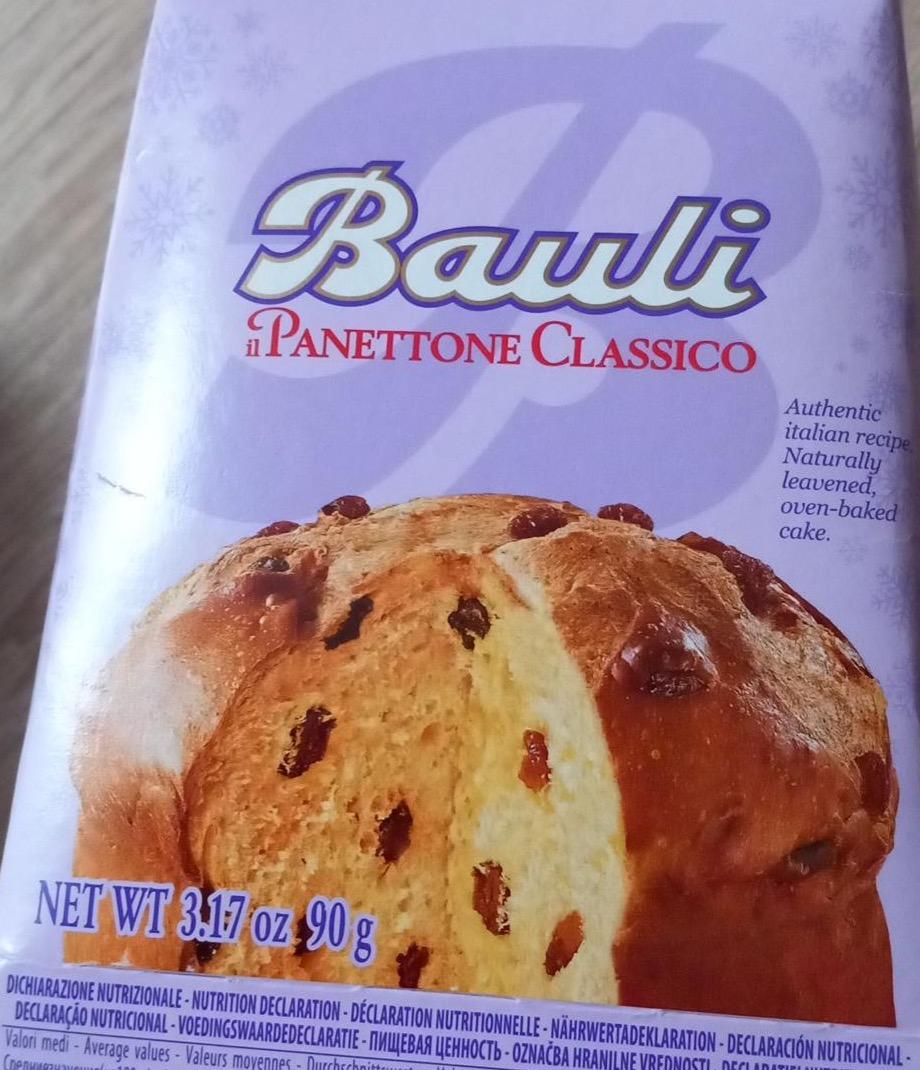 Bauli
il PANETTONE CLASSICO
Authentic
italian recipe
Naturally
leavened,
oven-baked
cake.
NET WT 3.17 oz 90 g
DICHIARAZIONE NUTRIZIONALE - NUTRITION DECLARATION - DÉCLARATION NUTRITIONNELLE - NÄHRWERTADEKLARATION - DECLARACIÓN NUTRICIONAL -
DECLARAÇÃO NUTRICIONAL - VOEDINGSWAARDEDECLARATIE - ПИЩЕВАЯ ЦЕННОСТЬ - OZNAČBA HRANILNE VREDNOSTI -
Valori medi - Average values - Valeurs moyennes -